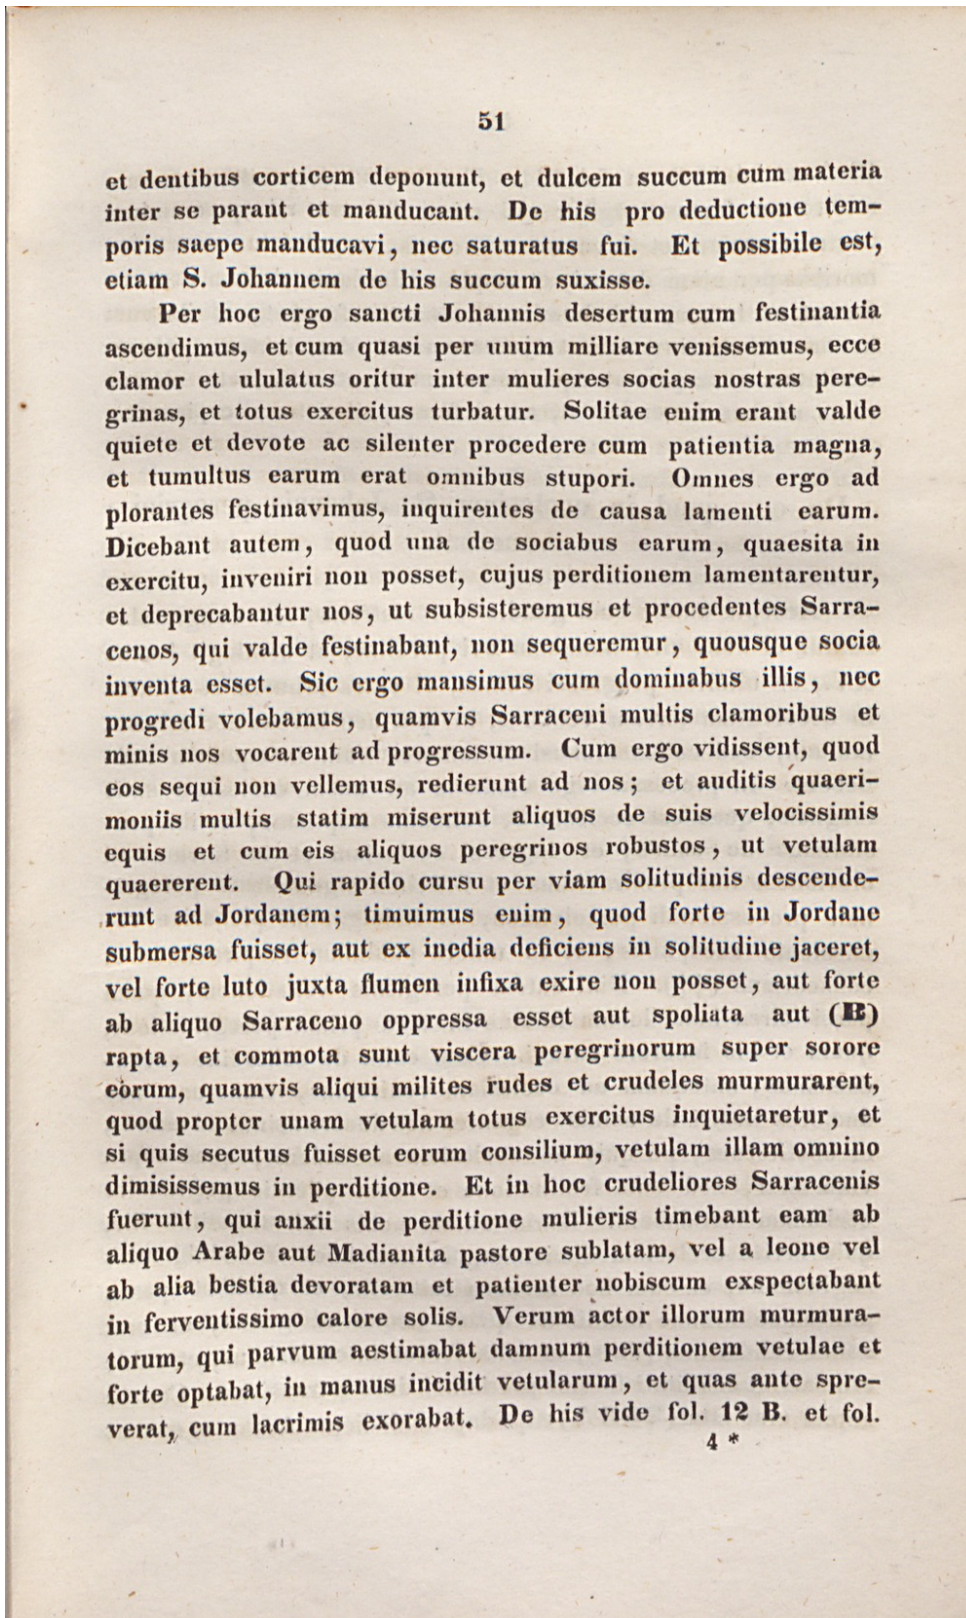 51
et dentibus corticem deponunt, et dulcem succum cum materia
inter se parant et manducant. De his pro deductione tem-
poris saepe manducavi, nec saturatus fui. Et possibile est,
etiam S. Johannem de his succum suxisse.
Per hoc ergo sancti Johannis desertum cum festinantia
ascendimus, et cum quasi per unum milliare venissemus, ecce
clamor et ululatus oritur inter mulieres socias nostras pere-
grinas, et totus exercitus turbatur. Solitae enim erant valde
quiete et devote ac silenter procedere cum patientia magna,
et tumultus earum erat omnibus stupori. Omnes ergo ad
plorantes festinavimus, inquirentes de causa lamenti earum.
Dicebant autem, quod una de sociabus earum, quaesita in
exercitu, inveniri non posset, cujus perditionem lamentarentur,
et deprecabantur nos, ut subsisteremus et procedentes Sarra-
cenos, qui valde festinabant, non sequeremur, quousque socia
inventa esset. Sic ergo mansimus cum dominabus illis, nec
progredi volebamus, quamvis Sarraceni multis clamoribus et
minis nos vocarent ad progressum. Cum ergo vidissent, quod
eos sequi non vellemus, redierunt ad nos; et auditis quaeri-
moniis multis statim miserunt aliquos de suis velocissimis
equis et cum eis aliquos peregrinos robustos, ut vetulam
quaererent. Qui rapido cursu per viam solitudinis descende-
runt ad Jordanem; timuimus enim, quod forte in Jordane
submersa fuisset, aut ex inedia deficiens in solitudine jaceret,
vel forte luto juxta flumen infixa exire non posset, aut forte
ab aliquo Sarraceno oppressa esset aut spoliata aut (B)
rapta, et commota sunt viscera peregrinorum super sorore
eorum, quamvis aliqui milites rudes et crudeles murmurarent,
quod propter unam vetulam totus exercitus inquietaretur, et
si quis secutus fuisset eorum consilium, vetulam illam omnino
dimisissemus in perditione. Et in hoc crudeliores Sarracenis
fuerunt, qui anxii de perditione mulieris timebant eam ab
aliquo Arabe aut Madianita pastore sublatam, vel a leone vel
ab alia bestia devoratam et patienter nobiscum exspectabant
in ferventissimo calore solis. Verum actor illorum murmura-
torum, qui parvum aestimabat damnum perditionem vetulae et
forte optabat, in manus incidit vetularum, et quas ante spre-
verat, cum lacrimis exorabat. De his vide fol. 12 B. et fol.
4 *